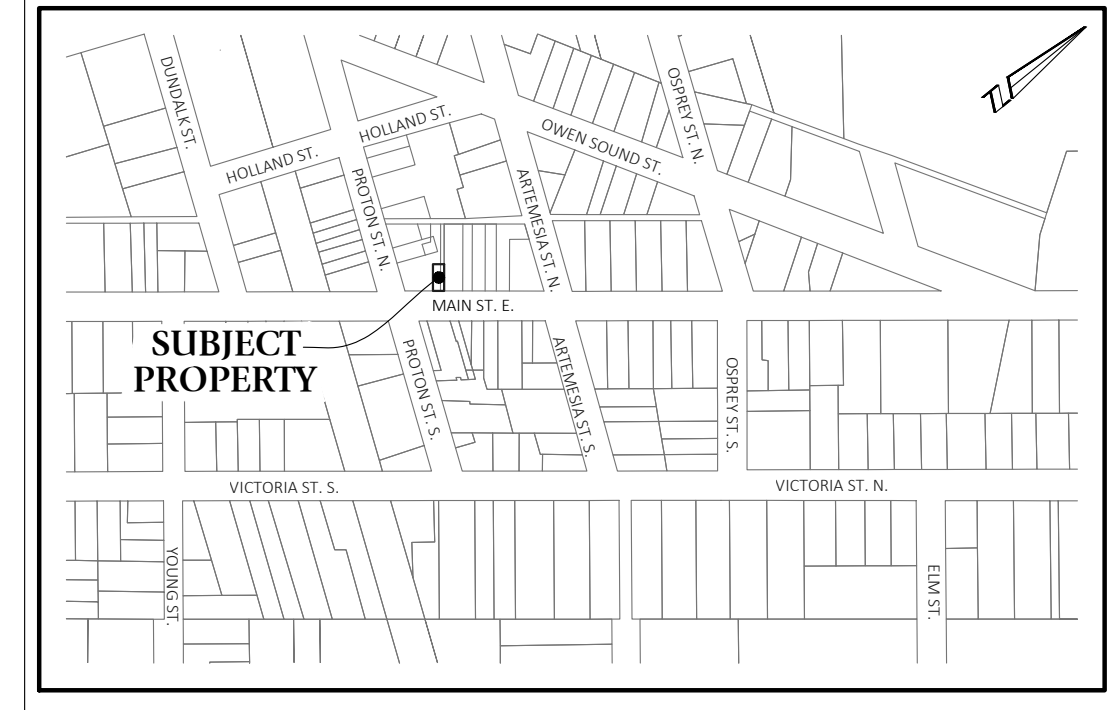 DUNDALK ST.
HOLLAND ST.
HOLLAND ST.
PROTON ST. N.
ARTEMESIA ST. N.
OWEN SOUND ST.
OSPREY ST. N.
MAIN ST. E.
SUBJECT
PROPERTY
PROTON ST. S.
ARTEMESIA ST. S.
OSPREY ST. S.
VICTORIA ST. S.
VICTORIA ST. N.
YOUNG ST.
ELM ST.